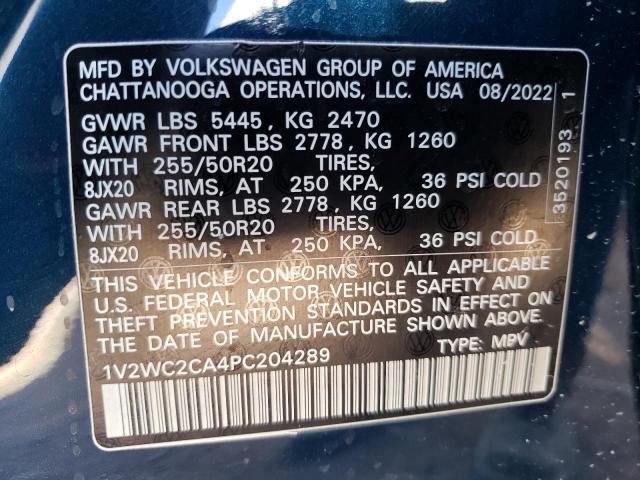 MFD BY VOLKSWAGEN GROUP OF AMERICA
CHATTANOOGA OPERATIONS, LLC. USA 08/2022
GVWR LBS 5445, KG 2470
GAWR FRONT LBS 2778, KG 1260
WITH 255/50R20 TIRES,
8JX20 RIMS, AT 250 KPA, 36 PSI COLD
GAWR REAR LBS 2778, KG 1260
WITH 255/50R20 TIRES,
8JX20 RIMS, AT 250 KPA, 36 PSI COLD
THIS VEHICLE CONFORMS TO ALL APPLICABLE
U.S. FEDERAL MOTOR VEHICLE SAFETY AND
THEFT PREVENTION STANDARDS IN EFFECT ON
THE DATE OF MANUFACTURE SHOWN ABOVE.
1V2WC2CA4PC204289 TYPE: MPV
3520193 1